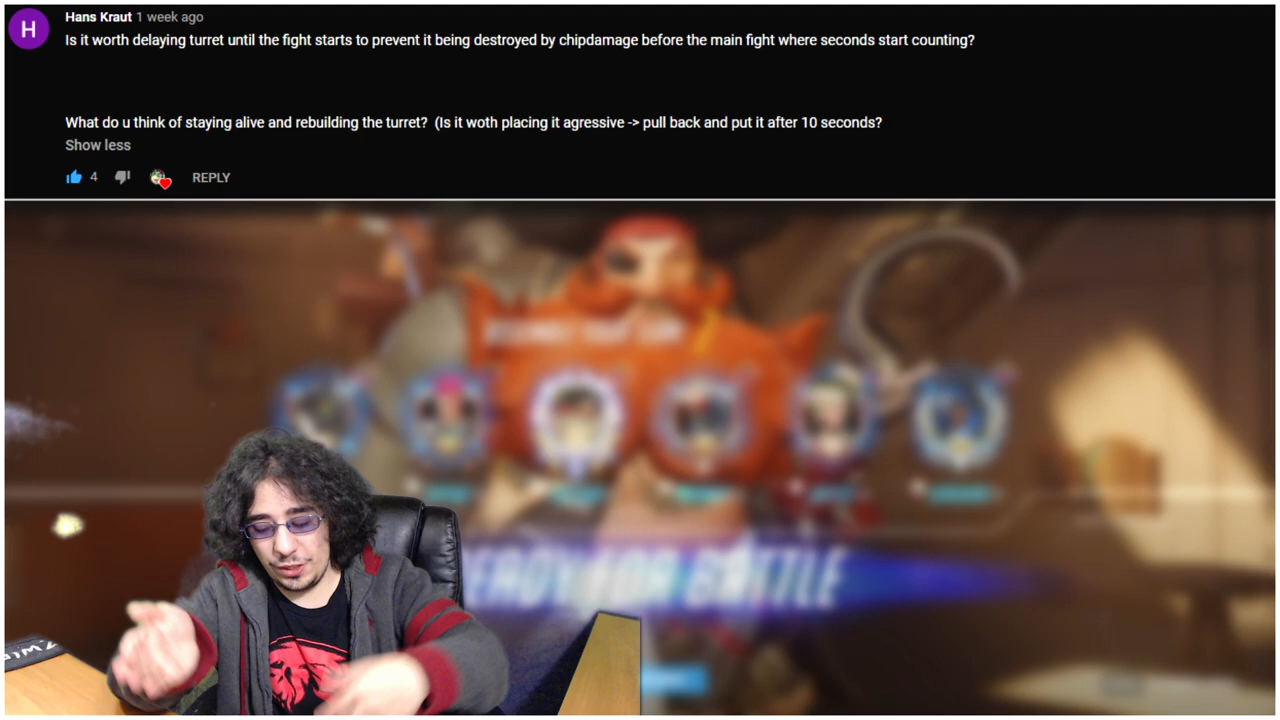 H
Hans Kraut 1 week ago
Is it worth delaying turret until the fight starts to prevent it being destroyed by chipdamage before the main fight where seconds start counting?
What do u think of staying alive and rebuilding the turret? (Is it woth placing it agressive -> pull back and put it after 10 seconds?
Show less
4 REPLY
READY FOR BATTLE